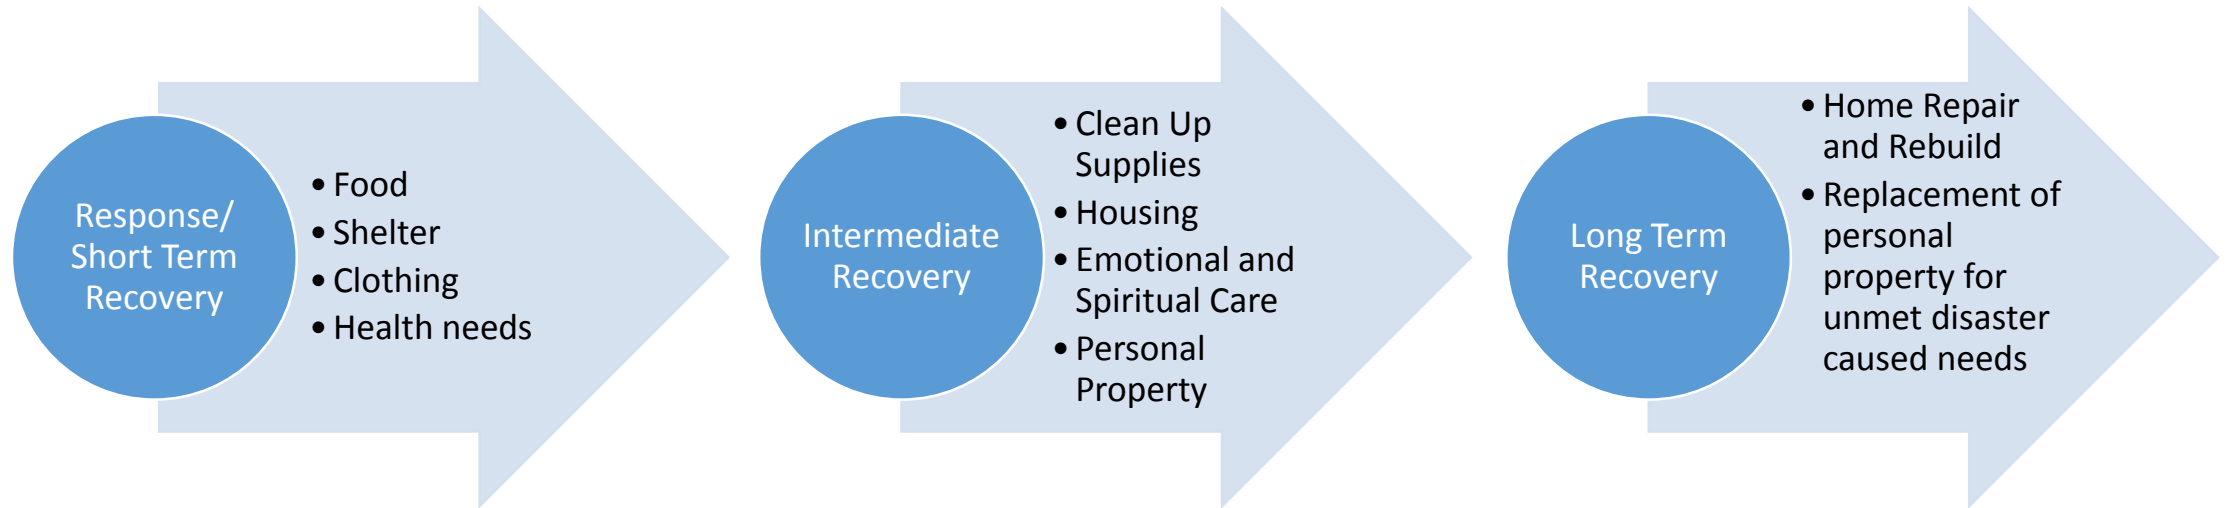 Response/
Short Term
Recovery
• Food
• Shelter
• Clothing
• Health needs
Intermediate
Recovery
• Clean Up
Supplies
• Housing
• Emotional and
Spiritual Care
• Personal
Property
Long Term
Recovery
• Home Repair
and Rebuild
• Replacement of
personal
property for
unmet disaster
caused needs